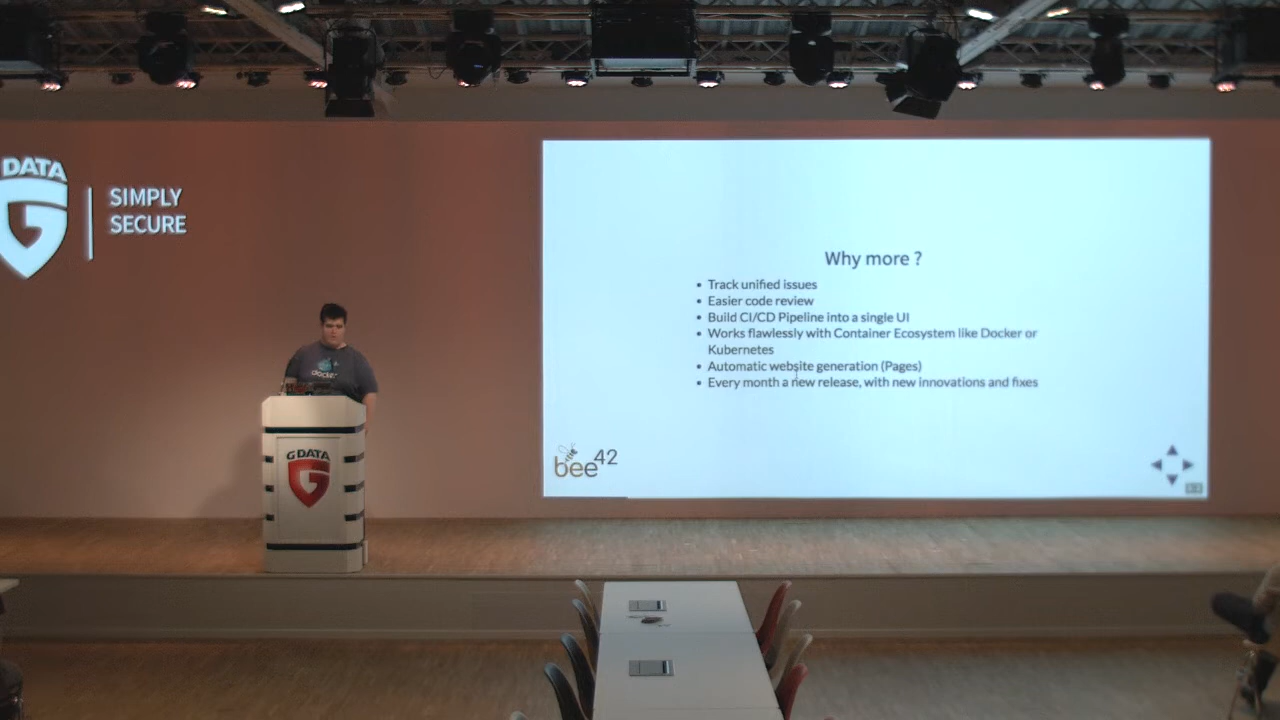 DATA
SIMPLY
SECURE
Why more ?
• Track unified issues
• Easier code review
• Build CI/CD Pipeline into a single UI
• Works flawlessly with Container Ecosystem like Docker or
Kubernetes
• Automatic website generation (Pages)
• Every month a new release, with new innovations and fixes
bee42
docker
G DATA